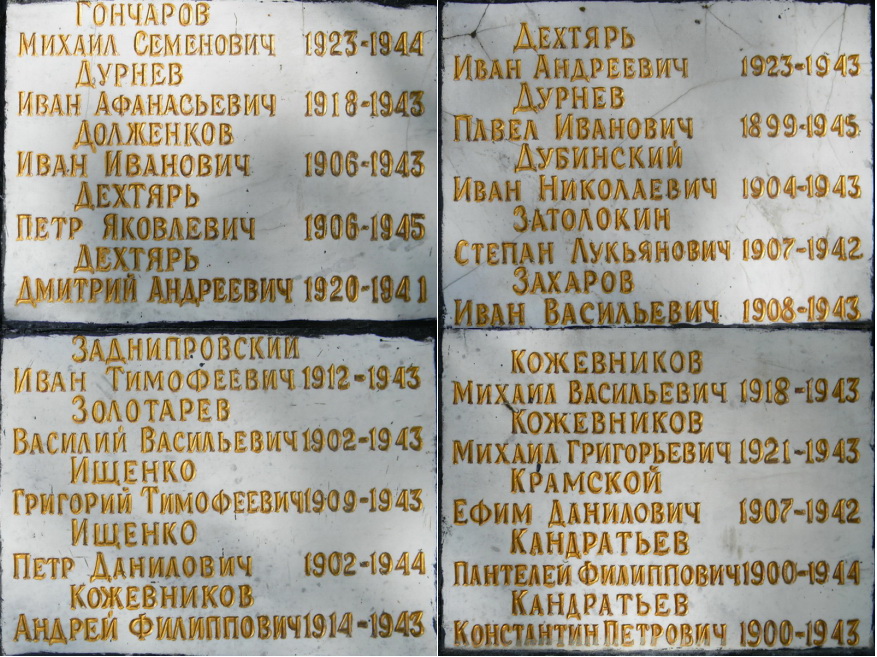 ГОНЧАРОВ
МИХАИЛ СЕМЕНОВИЧ 1923-1944
ДУРНЕВ
ИВАН АФАНАСЬЕВИЧ 1918-1943
ДОЛЖЕНКОВ
ИВАН ИВАНОВИЧ 1906-1943
ДЕХТЯРЬ
ПЕТР ЯКОВЛЕВИЧ 1906-1945
ДЕХТЯРЬ
ДМИТРИЙ АНДРЕЕВИЧ 1920-1941
ДЕХТЯРЬ
ИВАН АНДРЕЕВИЧ 1923-1943
ДУРНЕВ
ПАВЕЛ ИВАНОВИЧ 1899-1945
ДУБИНСКИЙ
ИВАН НИКОЛАЕВИЧ 1904-1943
ЗАТОЛОКИН
СТЕПАН ЛУКЬЯНОВИЧ 1907-1942
ЗАХАРОВ
ИВАН ВАСИЛЬЕВИЧ 1908-1943
ЗАДНИПРОВСКИЙ
ИВАН ТИМОФЕЕВИЧ 1912-1943
ЗОЛОТАРЕВ
ВАСИЛИЙ ВАСИЛЬЕВИЧ 1902-1943
ИЩЕНКО
ГРИГОРИЙ ТИМОФЕЕВИЧ 1909-1943
ИЩЕНКО
ПЕТР ДАНИЛОВИЧ 1902-1944
КОЖЕВНИКОВ
АНДРЕЙ ФИЛИППОВИЧ 1914-1943
КОЖЕВНИКОВ
МИХАИЛ ВАСИЛЬЕВИЧ 1918-1943
КОЖЕВНИКОВ
МИХАИЛ ГРИГОРЬЕВИЧ 1921-1943
КРАМСКОЙ
ЕФИМ ДАНИЛОВИЧ 1907-1942
КАНДРАТЬЕВ
ПАНТЕЛЕЙ ФИЛИППОВИЧ 1900-1944
КАНДРАТЬЕВ
КОНСТАНТИН ПЕТРОВИЧ 1900-1943